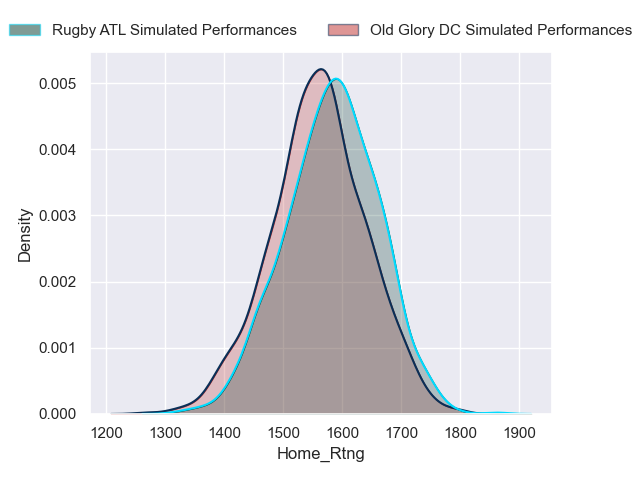 Rugby ATL Simulated Performances Old Glory DC Simulated Performances
0.005
0.004
0.003
0.002
0.001
0.000
Density
1200 1300 1400 1500 1600 1700 1800 1900
Home_Rtng